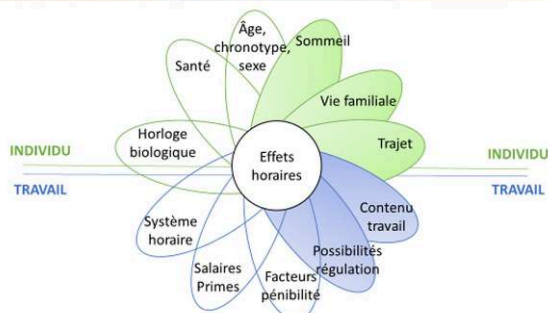 Âge,
chronotype,
sexe
Sommeil
Santé
Vie familiale
Horloge
biologique
Trajet
INDIVIDU
INDIVIDU
Effets
horaires
TRAVAIL
TRAVAIL
Contenu
travail
Système
horaire
Possibilités
régulation
Salaires
Primes
Facteurs
pénibilité